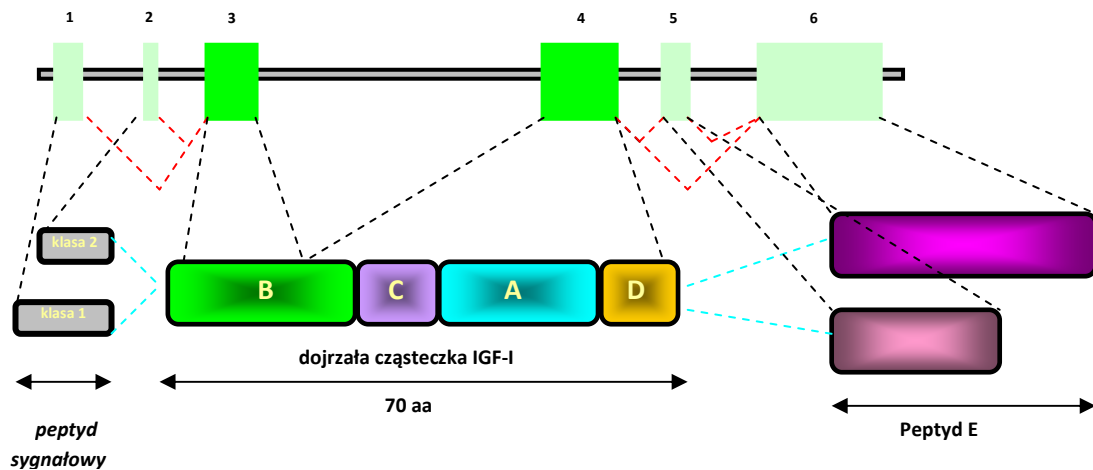 1 2 3 4 5 6
klasa 2
klasa 1
B C A D
dojrzała cząsteczka IGF-I
70 aa
peptyd
sygnałowy
Peptyd E